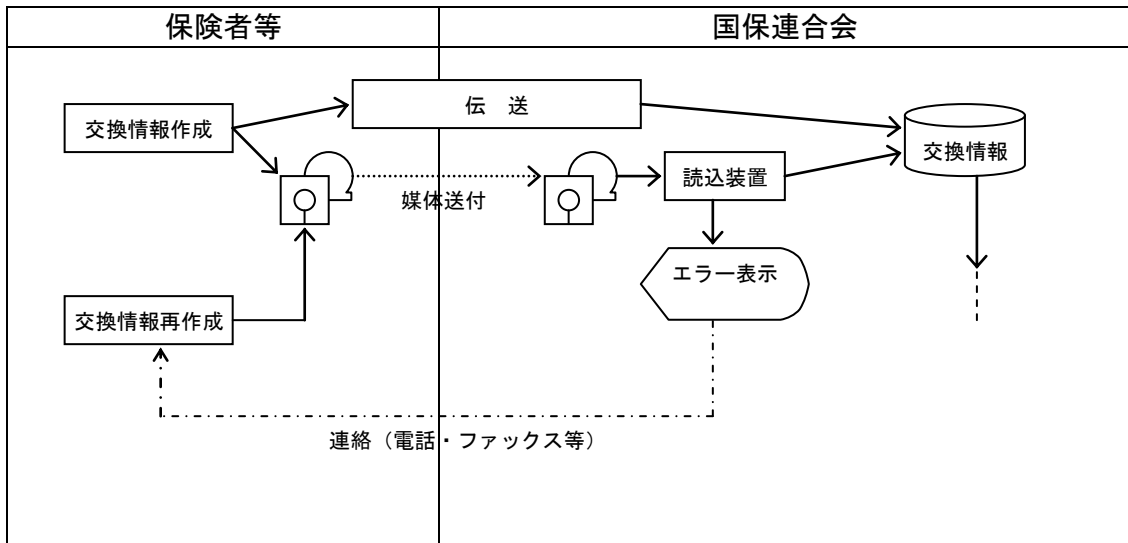 保険者等
国保連合会
伝　送
交換情報作成
交換情報
読込装置
媒体送付
エラー表示
交換情報再作成
連絡（電話・ファックス等）